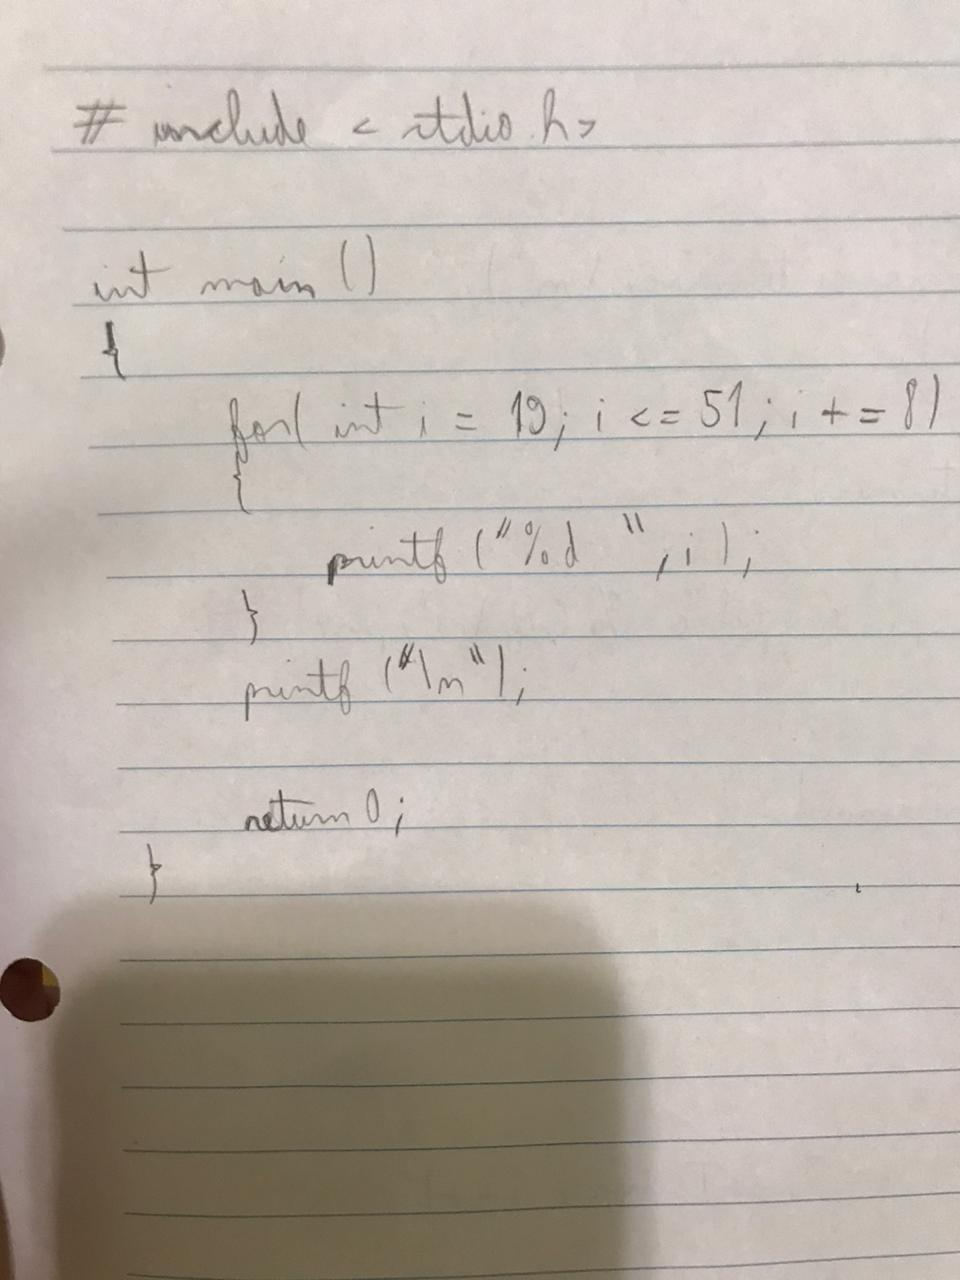 # include < stdio.h>
int main ()
{
for( int i = 19; i <= 51; i += 8)
{
printf ("%d ", i );
}
printf ("\n");
return 0;
}